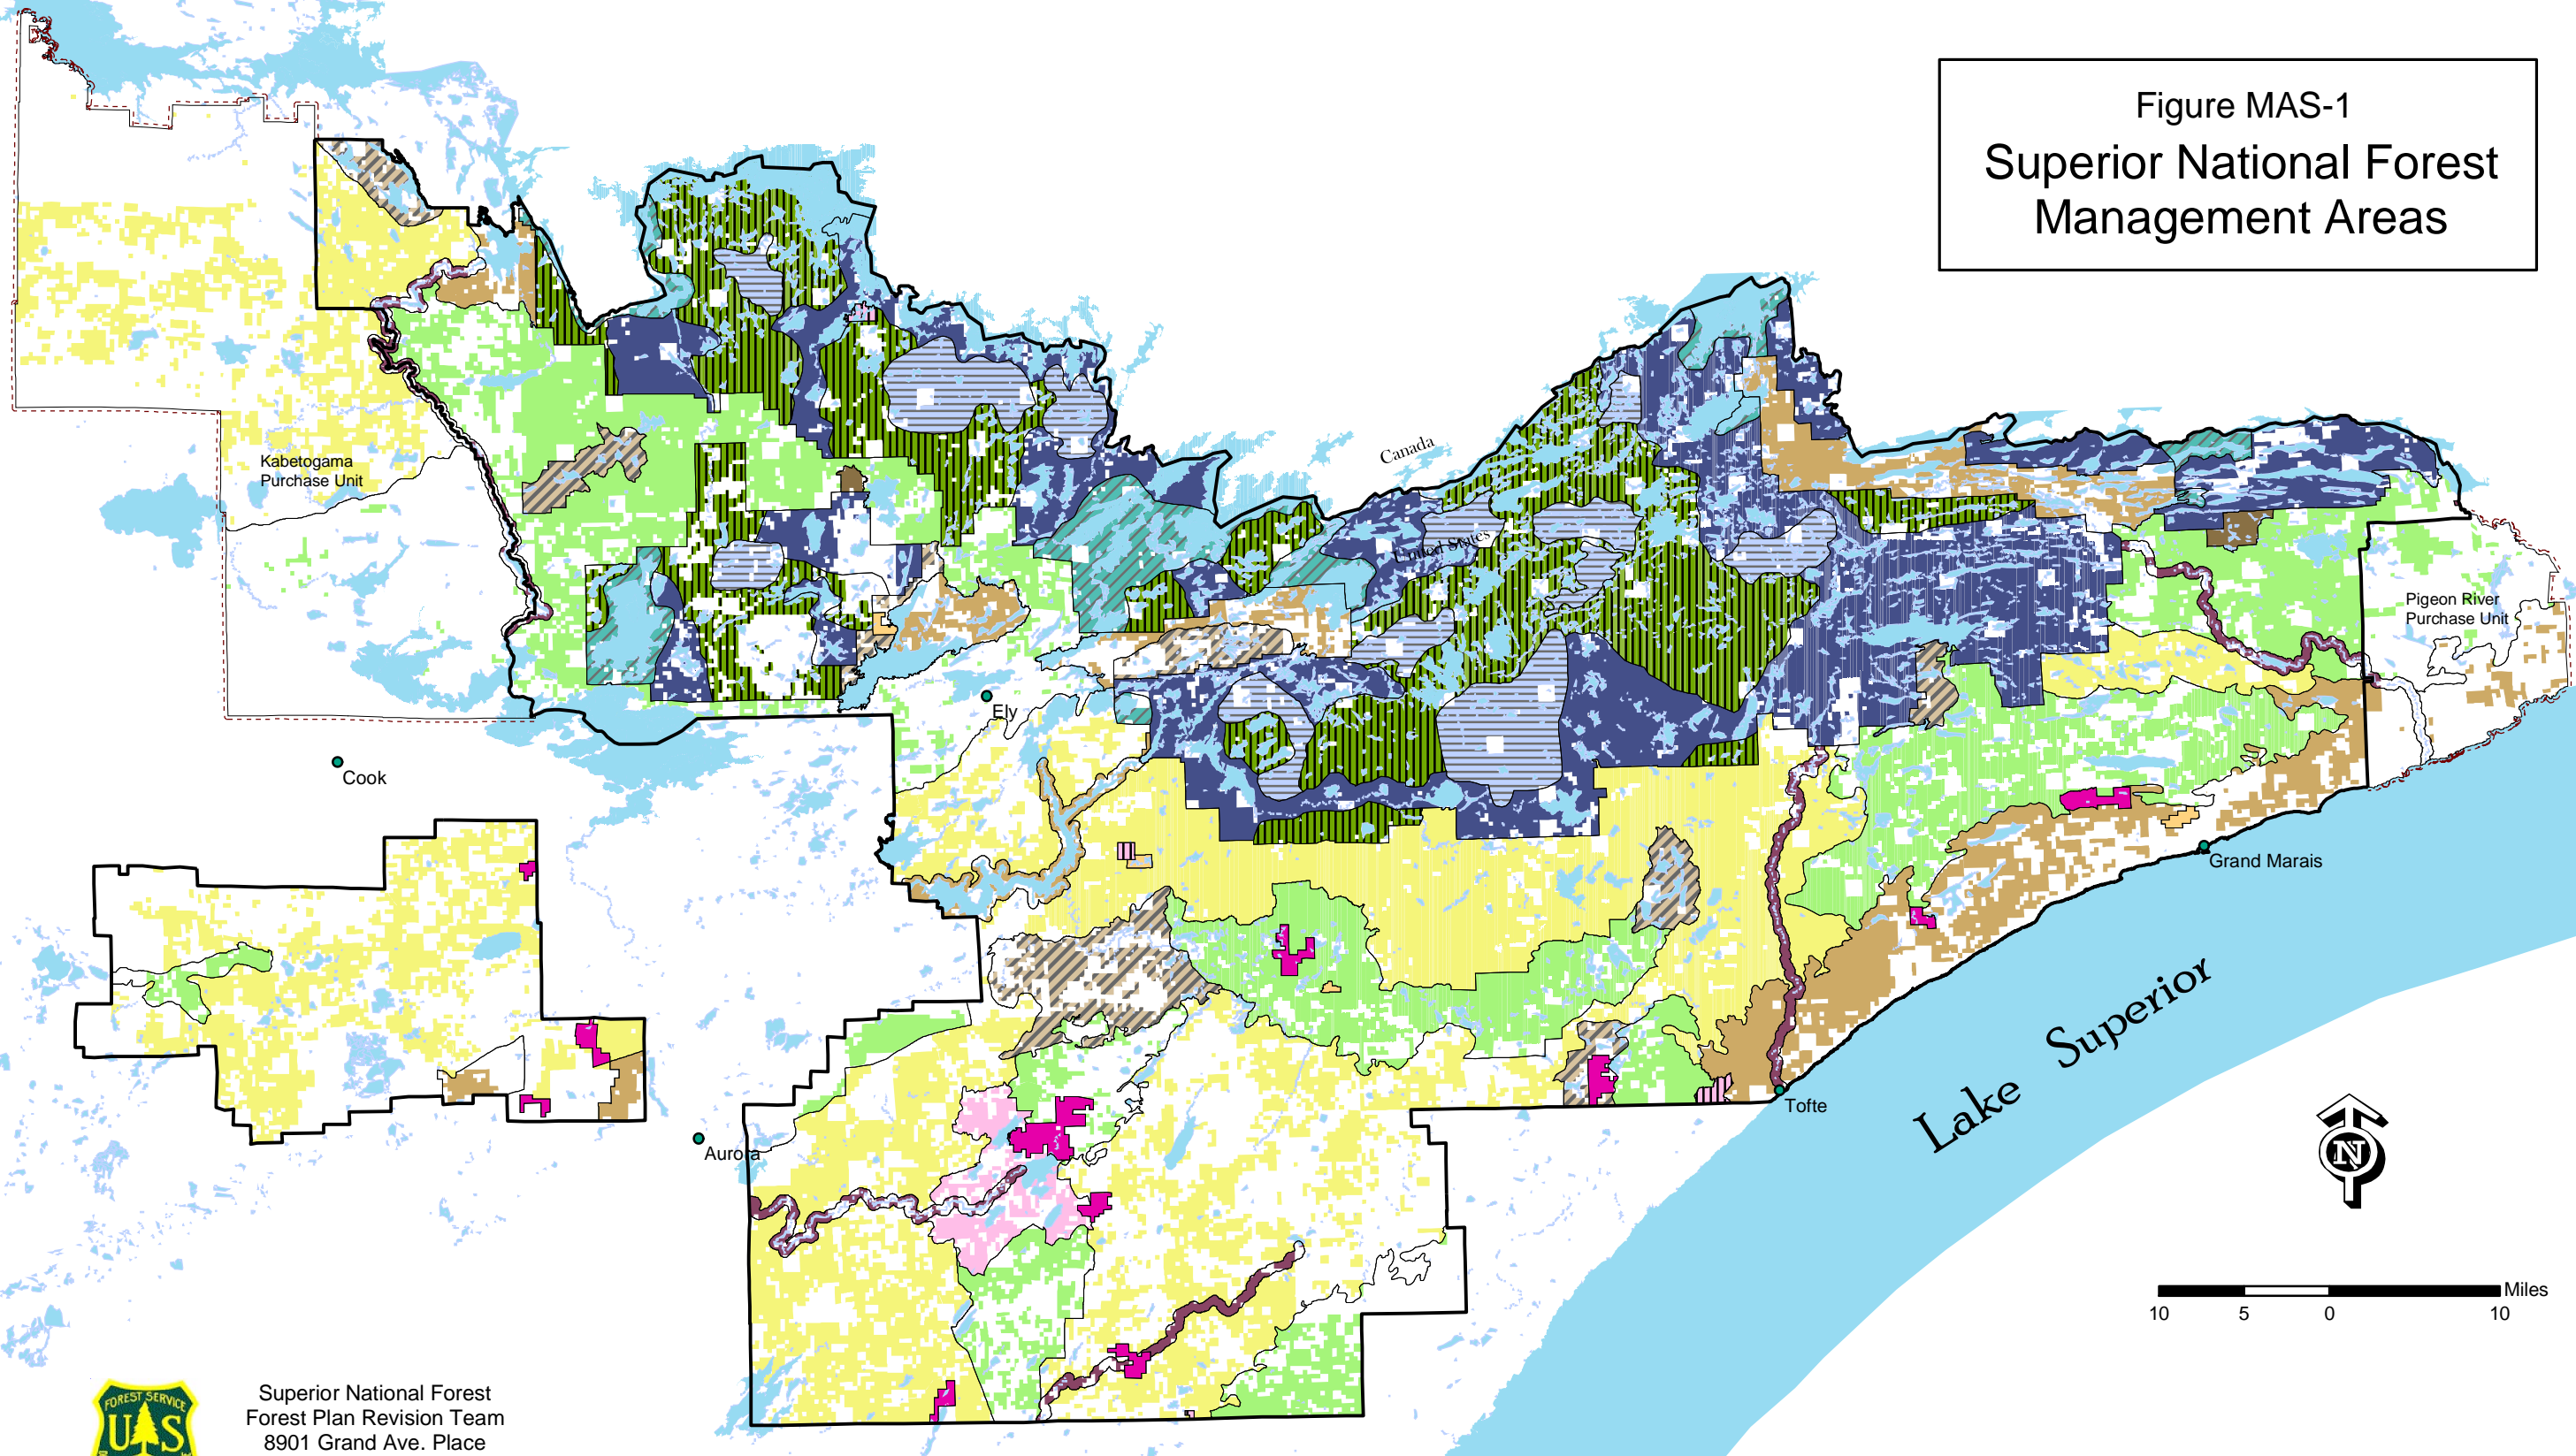 Figure MAS-1
Superior National Forest
Management Areas
Canada
United States
Kabetogama
Purchase Unit
Pigeon River
Purchase Unit
Ely
Cook
Grand Marais
Lake Superior
Tofte
Aurora
N
Miles
10 5 0 10
FOREST SERVICE
U S
Superior National Forest
Forest Plan Revision Team
8901 Grand Ave. Place